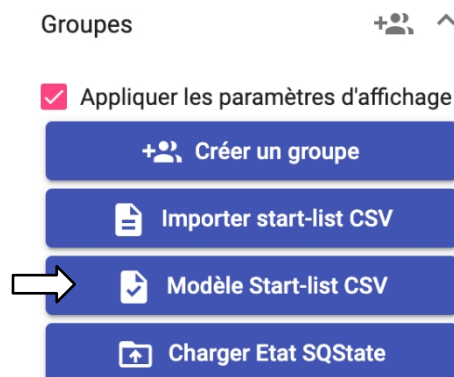 Groupes
Appliquer les paramètres d'affichage
Créer un groupe
Importer start-list CSV
Modèle Start-list CSV
Charger Etat SQState